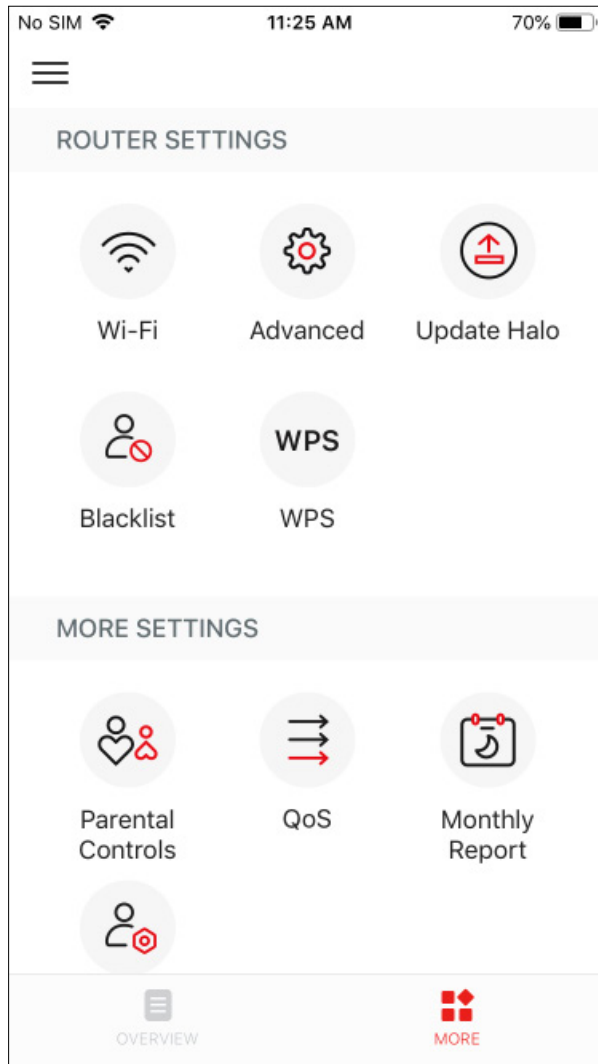 No SIM 11:25 AM 70%
ROUTER SETTINGS
Wi-Fi Advanced Update Halo
WPS
Blacklist WPS
MORE SETTINGS
Parental QoS Monthly
Controls Report
OVERVIEW MORE